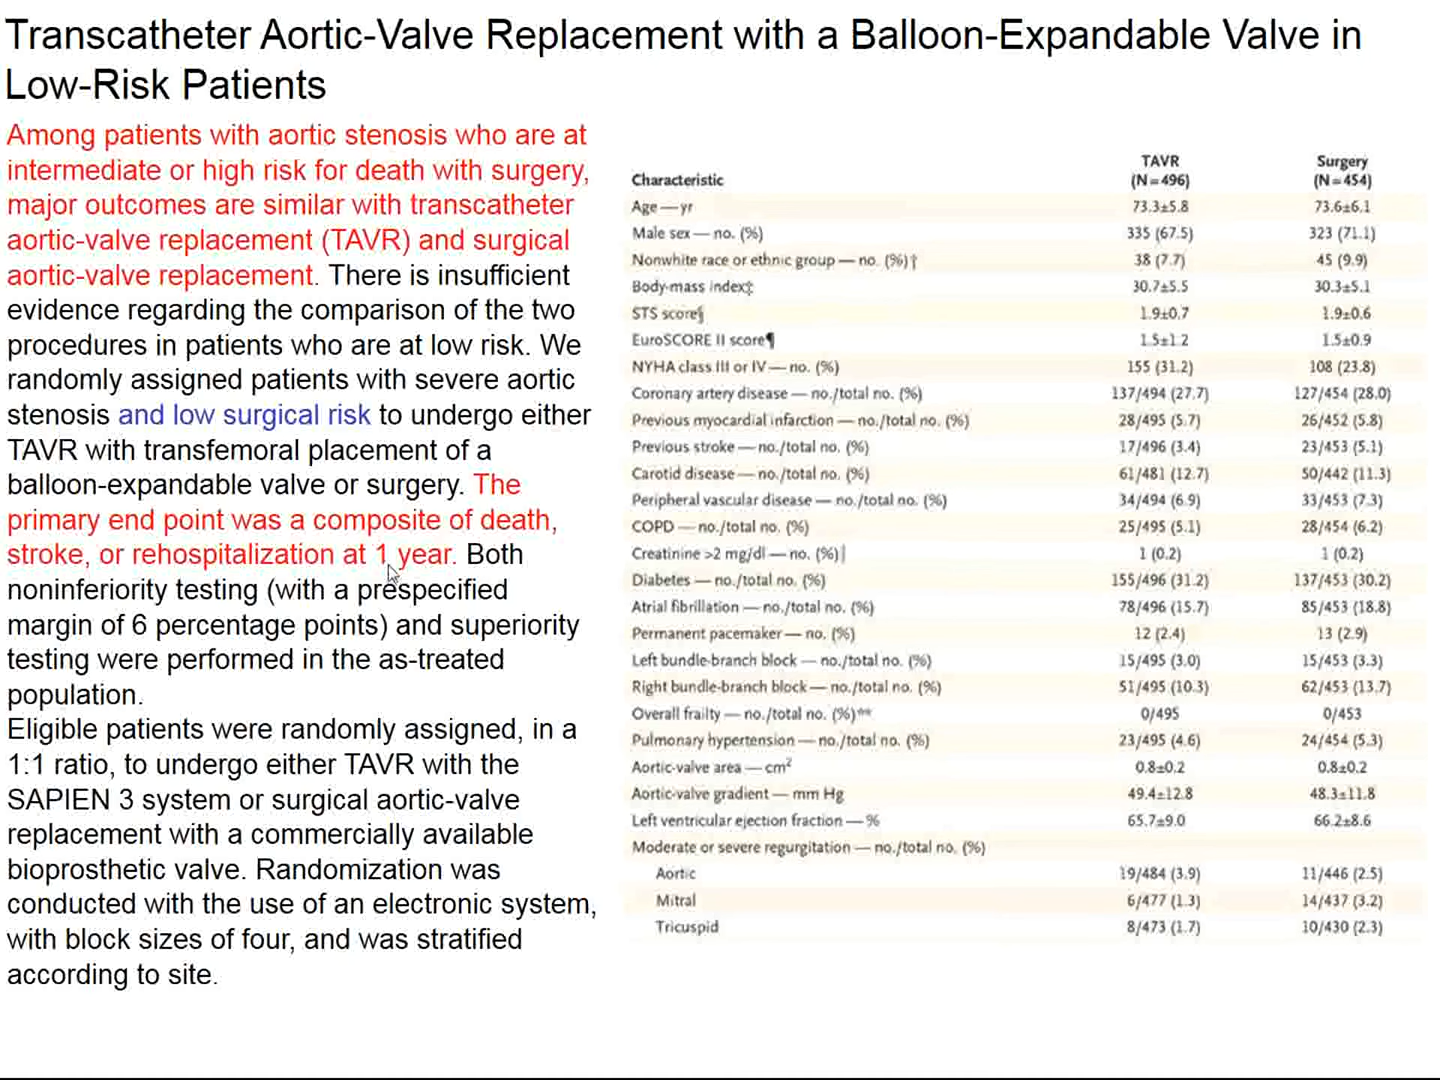 Transcatheter Aortic-Valve Replacement with a Balloon-Expandable Valve in
Low-Risk Patients
Among patients with aortic stenosis who are at
intermediate or high risk for death with surgery,
major outcomes are similar with transcatheter
aortic-valve replacement (TAVR) and surgical
aortic-valve replacement. There is insufficient
evidence regarding the comparison of the two
procedures in patients who are at low risk. We
randomly assigned patients with severe aortic
stenosis and low surgical risk to undergo either
TAVR with transfemoral placement of a
balloon-expandable valve or surgery. The
primary end point was a composite of death,
stroke, or rehospitalization at 1 year. Both
noninferiority testing (with a prespecified
margin of 6 percentage points) and superiority
testing were performed in the as-treated
population.
Eligible patients were randomly assigned, in a
1:1 ratio, to undergo either TAVR with the
SAPIEN 3 system or surgical aortic-valve
replacement with a commercially available
bioprosthetic valve. Randomization was
conducted with the use of an electronic system,
with block sizes of four, and was stratified
according to site.
Characteristic TAVR (N=496) Surgery (N=454)
Age — yr 73.3±5.8 73.6±6.1
Male sex — no. (%) 335 (67.5) 323 (71.1)
Nonwhite race or ethnic group — no. (%)† 38 (7.7) 45 (9.9)
Body-mass index‡ 30.7±5.5 30.3±5.1
STS score§ 1.9±0.7 1.9±0.6
EuroSCORE II score¶ 1.5±1.2 1.5±0.9
NYHA class III or IV — no. (%) 155 (31.2) 108 (23.8)
Coronary artery disease — no./total no. (%) 137/494 (27.7) 127/454 (28.0)
Previous myocardial infarction — no./total no. (%) 28/495 (5.7) 26/452 (5.8)
Previous stroke — no./total no. (%) 17/496 (3.4) 23/453 (5.1)
Carotid disease — no./total no. (%) 61/481 (12.7) 50/442 (11.3)
Peripheral vascular disease — no./total no. (%) 34/494 (6.9) 33/453 (7.3)
COPD — no./total no. (%) 25/495 (5.1) 28/454 (6.2)
Creatinine >2 mg/dl — no. (%)‖ 1 (0.2) 1 (0.2)
Diabetes — no./total no. (%) 155/496 (31.2) 137/453 (30.2)
Atrial fibrillation — no./total no. (%) 78/496 (15.7) 85/453 (18.8)
Permanent pacemaker — no. (%) 12 (2.4) 13 (2.9)
Left bundle-branch block — no./total no. (%) 15/495 (3.0) 15/453 (3.3)
Right bundle-branch block — no./total no. (%) 51/495 (10.3) 62/453 (13.7)
Overall frailty — no./total no. (%)** 0/495 0/453
Pulmonary hypertension — no./total no. (%) 23/495 (4.6) 24/454 (5.3)
Aortic-valve area — cm² 0.8±0.2 0.8±0.2
Aortic-valve gradient — mm Hg 49.4±12.8 48.3±11.8
Left ventricular ejection fraction — % 65.7±9.0 66.2±8.6
Moderate or severe regurgitation — no./total no. (%)
Aortic 19/484 (3.9) 11/446 (2.5)
Mitral 6/477 (1.3) 14/437 (3.2)
Tricuspid 8/473 (1.7) 10/430 (2.3)